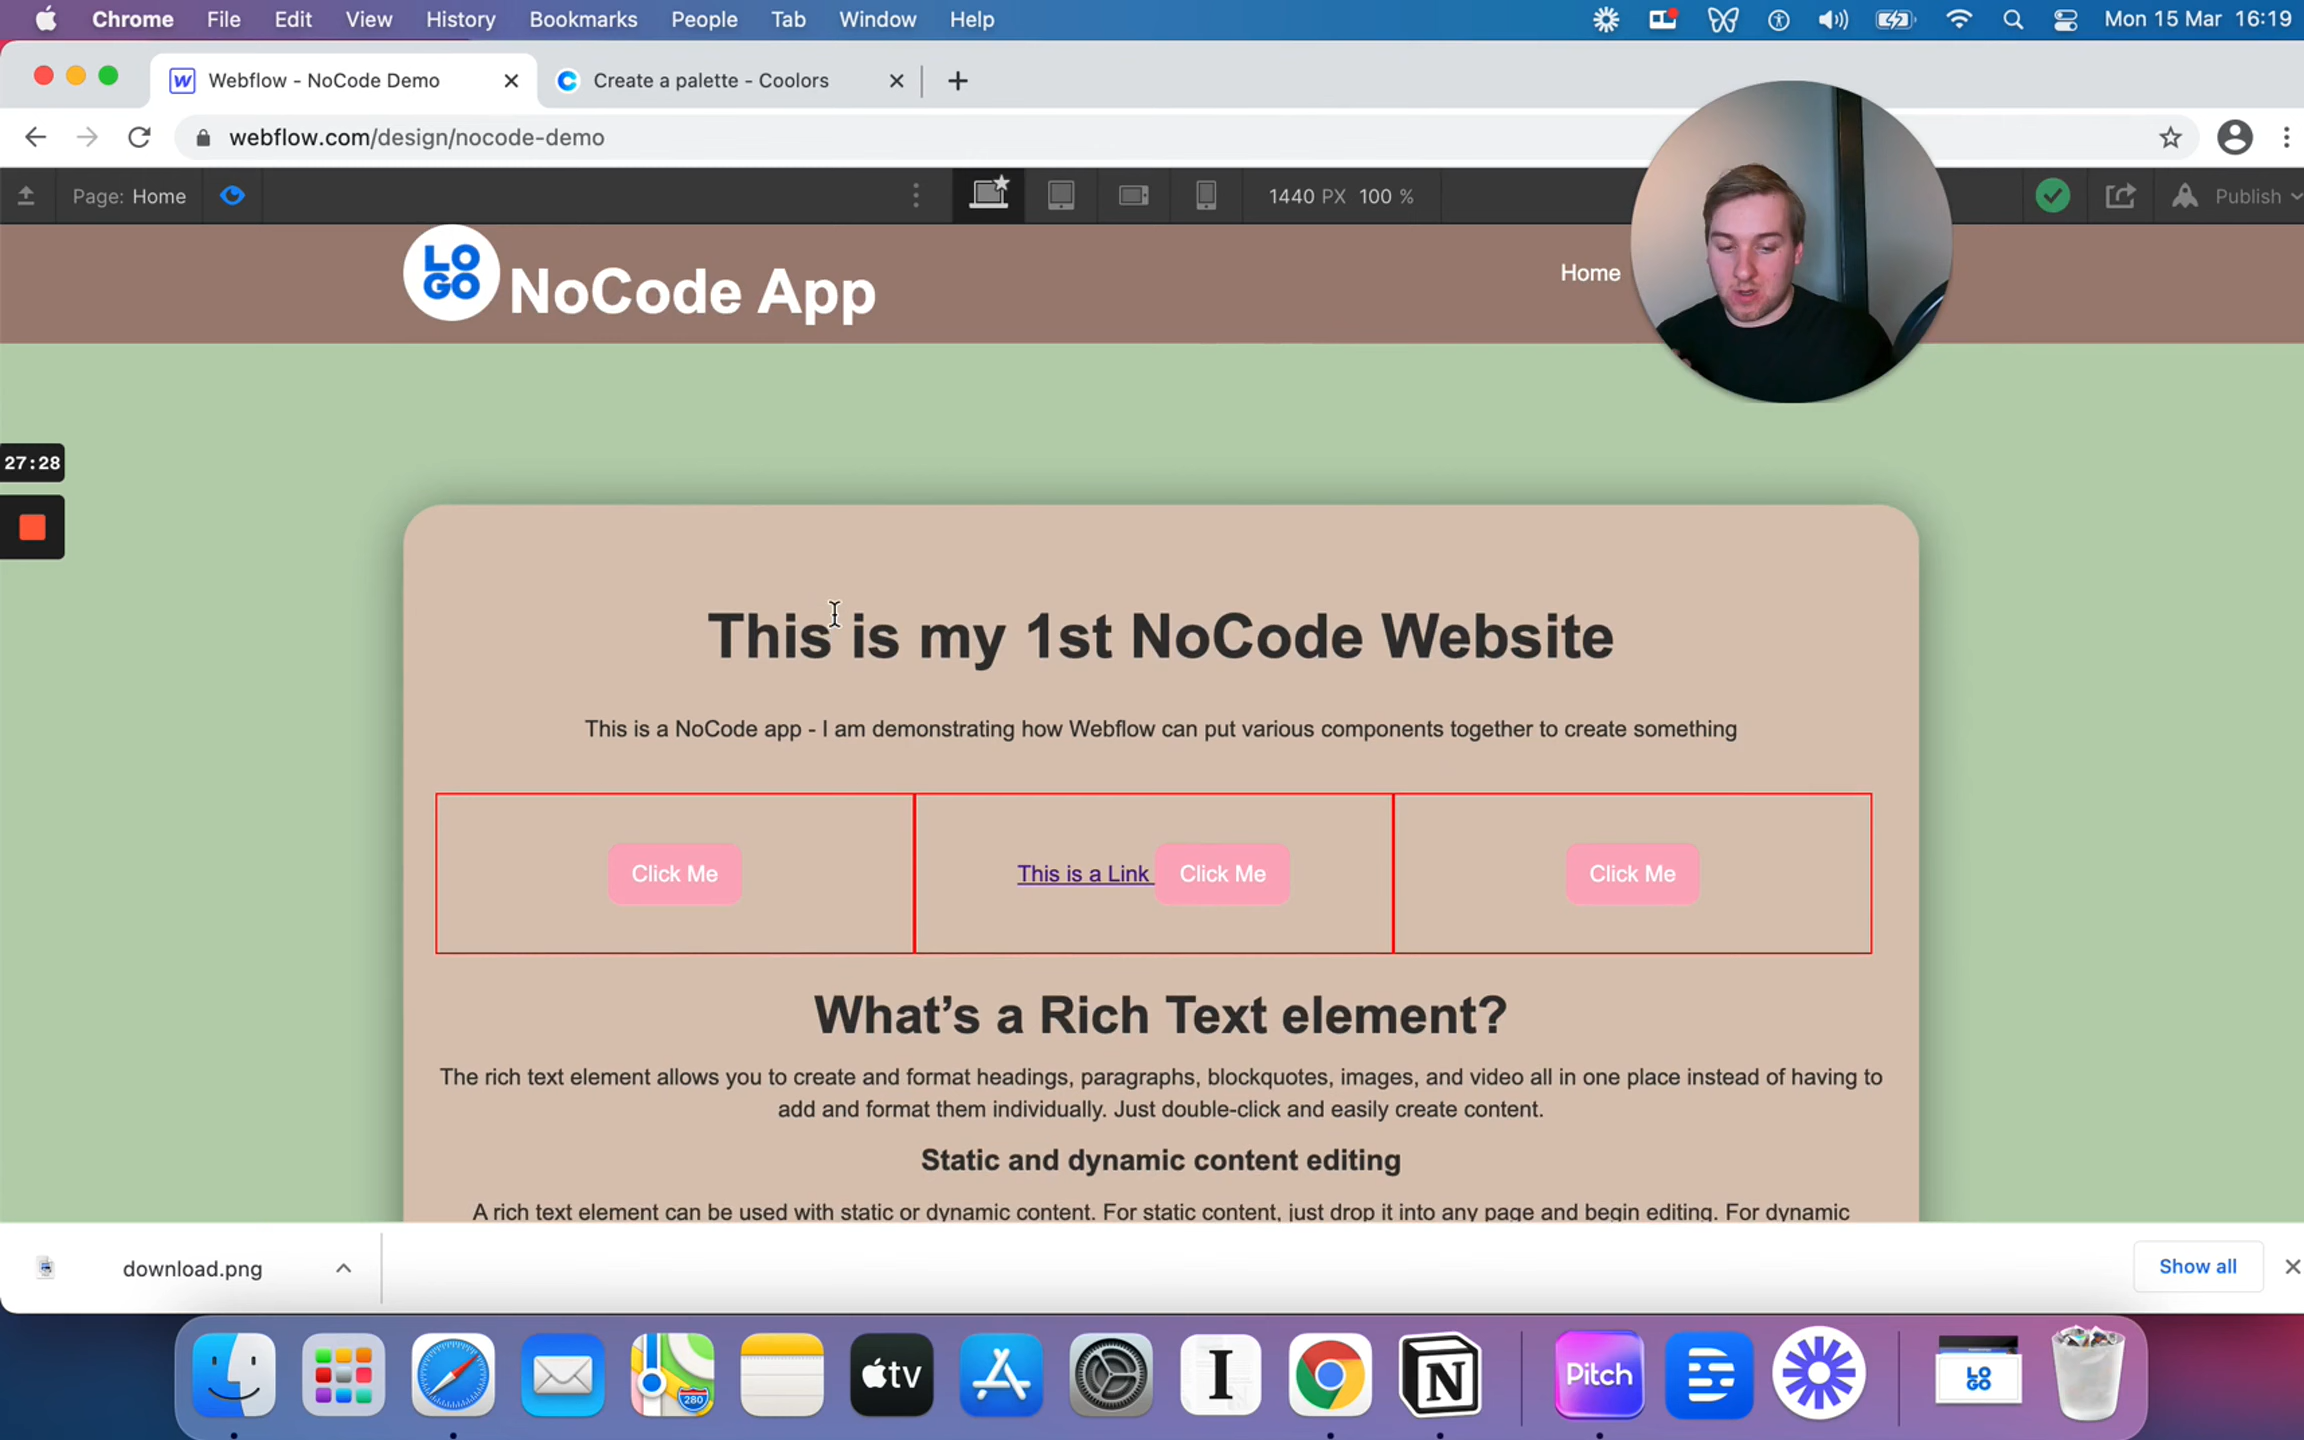 Chrome File Edit View History Bookmarks People Tab Window Help Mon 15 Mar 16:19
Webflow - NoCode Demo Create a palette - Coolors
webflow.com/design/nocode-demo
Page: Home 1440 PX 100 % Publish
LO
GO
NoCode App
Home
27:28
This is my 1st NoCode Website
This is a NoCode app - I am demonstrating how Webflow can put various components together to create something
Click Me This is a Link Click Me Click Me
What’s a Rich Text element?
The rich text element allows you to create and format headings, paragraphs, blockquotes, images, and video all in one place instead of having to
add and format them individually. Just double-click and easily create content.
Static and dynamic content editing
A rich text element can be used with static or dynamic content. For static content, just drop it into any page and begin editing. For dynamic
download.png Show all
280
tv
Pitch
LO
GO